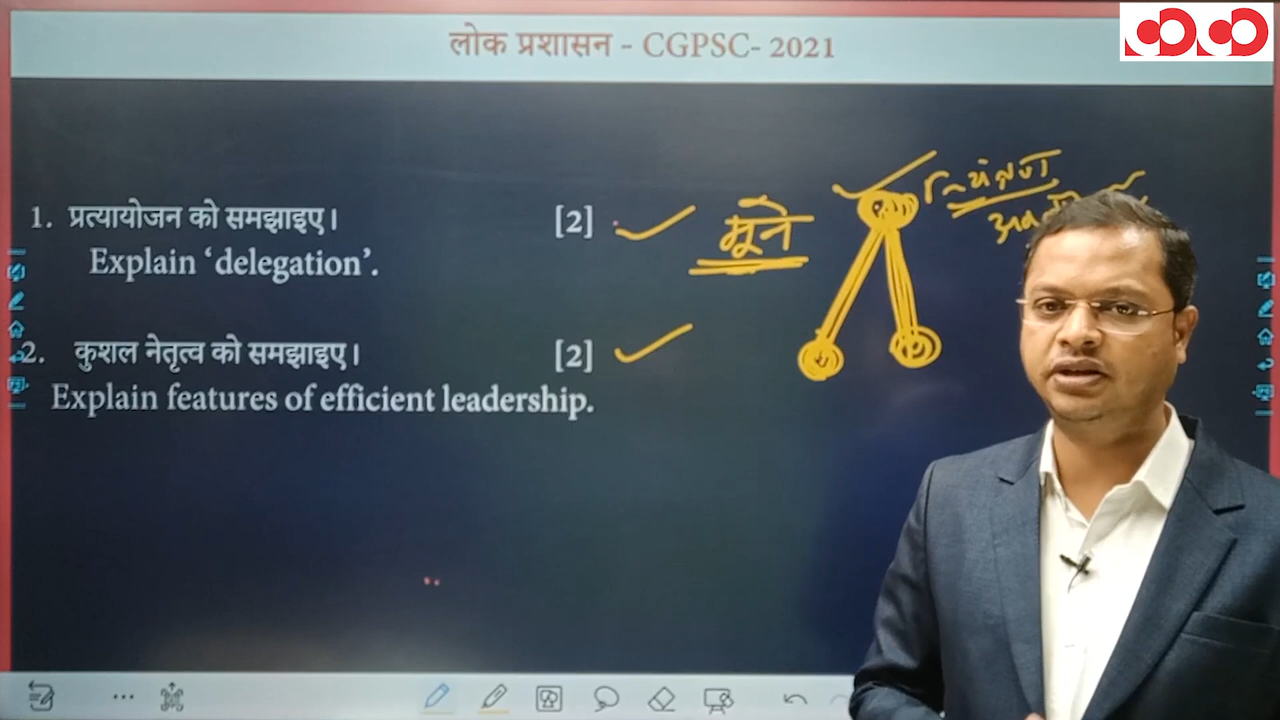 लोक प्रशासन - CGPSC- 2021
1. प्रत्यायोजन को समझाइए। [2]
Explain ‘delegation’.
2. कुशल नेतृत्व को समझाइए। [2]
Explain features of efficient leadership.
मूने
नियंत्रण